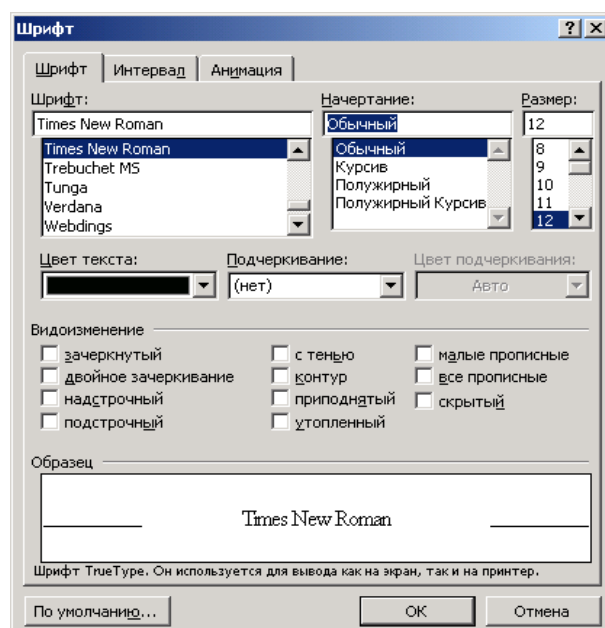 Шрифт
Шрифт Интервал Анимация
Шрифт: Начертание: Размер:
Times New Roman Обычный 12
Times New Roman Обычный 8
Trebuchet MS Курсив 9
Tunga Полужирный 10
Verdana Полужирный Курсив 11
Webdings 12
Цвет текста: Подчеркивание: Цвет подчеркивания:
(нет) Авто
Видоизменение
зачеркнутый с тенью малые прописные
двойное зачеркивание контур все прописные
надстрочный приподнятый скрытый
подстрочный утопленный
Образец
Times New Roman
Шрифт TrueType. Он используется для вывода как на экран, так и на принтер.
По умолчанию... ОК Отмена